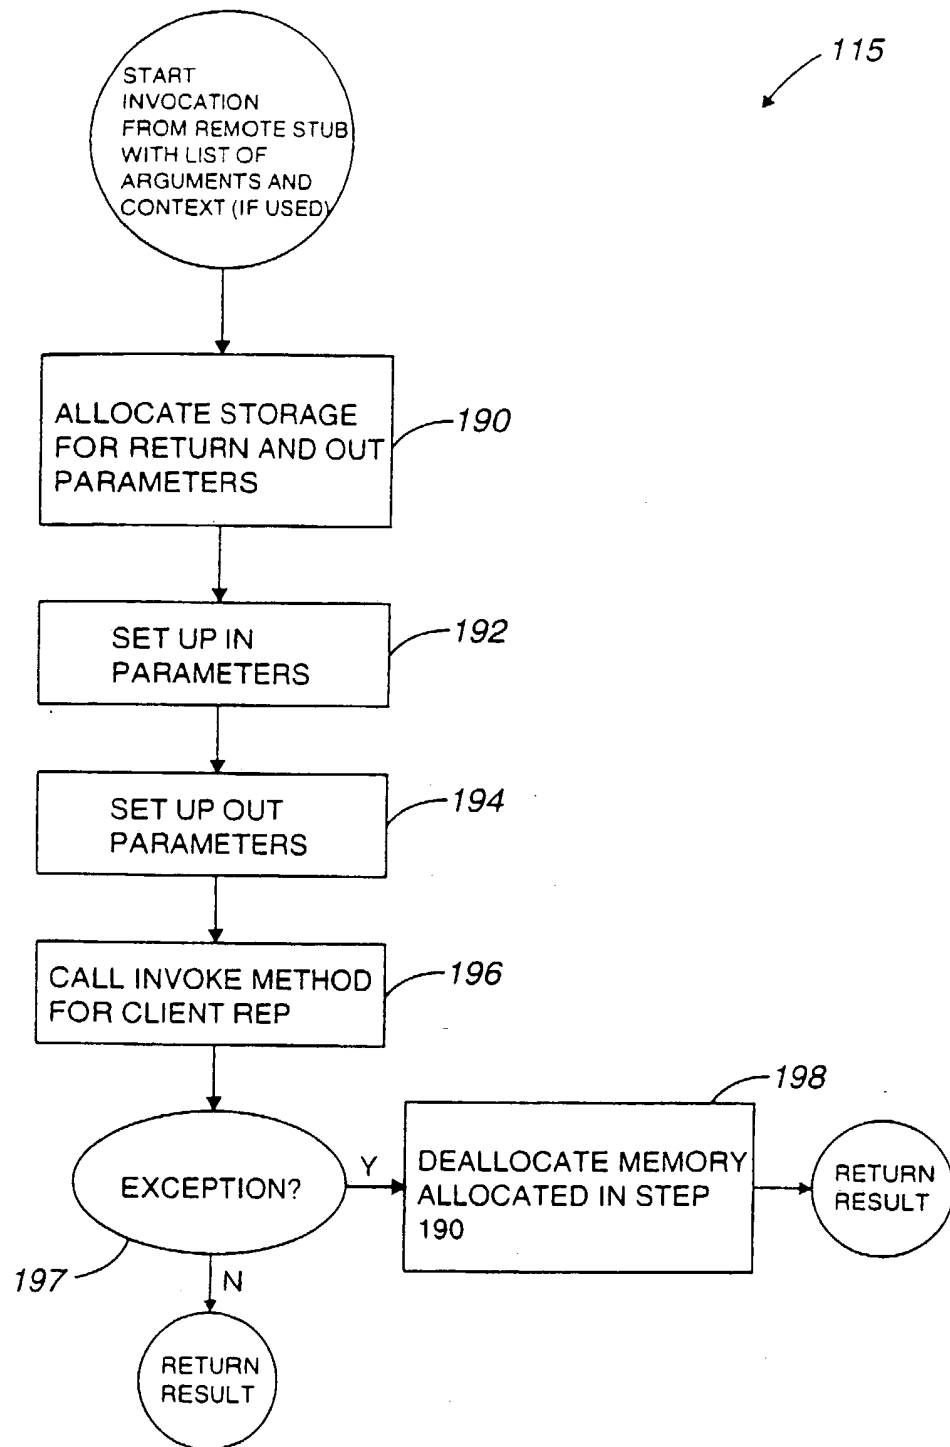 115
START
INVOCATION
FROM REMOTE STUB
WITH LIST OF
ARGUMENTS AND
CONTEXT (IF USED)
ALLOCATE STORAGE
FOR RETURN AND OUT
PARAMETERS
190
SET UP IN
PARAMETERS
192
SET UP OUT
PARAMETERS
194
CALL INVOKE METHOD
FOR CLIENT REP
196
EXCEPTION?
197
Y
N
198
DEALLOCATE MEMORY
ALLOCATED IN STEP
190
RETURN
RESULT
RETURN
RESULT